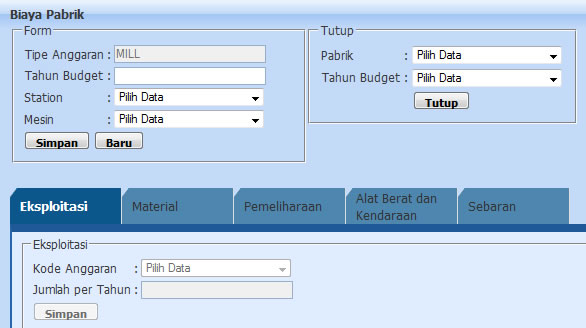 Biaya Pabrik
Form
Tipe Anggaran : MILL
Tahun Budget :
Station : Pilih Data
Mesin : Pilih Data
Simpan Baru
Tutup
Pabrik : Pilih Data
Tahun Budget : Pilih Data
Tutup
Eksploitasi Material Pemeliharaan Alat Berat dan Kendaraan Sebaran
Eksploitasi
Kode Anggaran : Pilih Data
Jumlah per Tahun :
Simpan